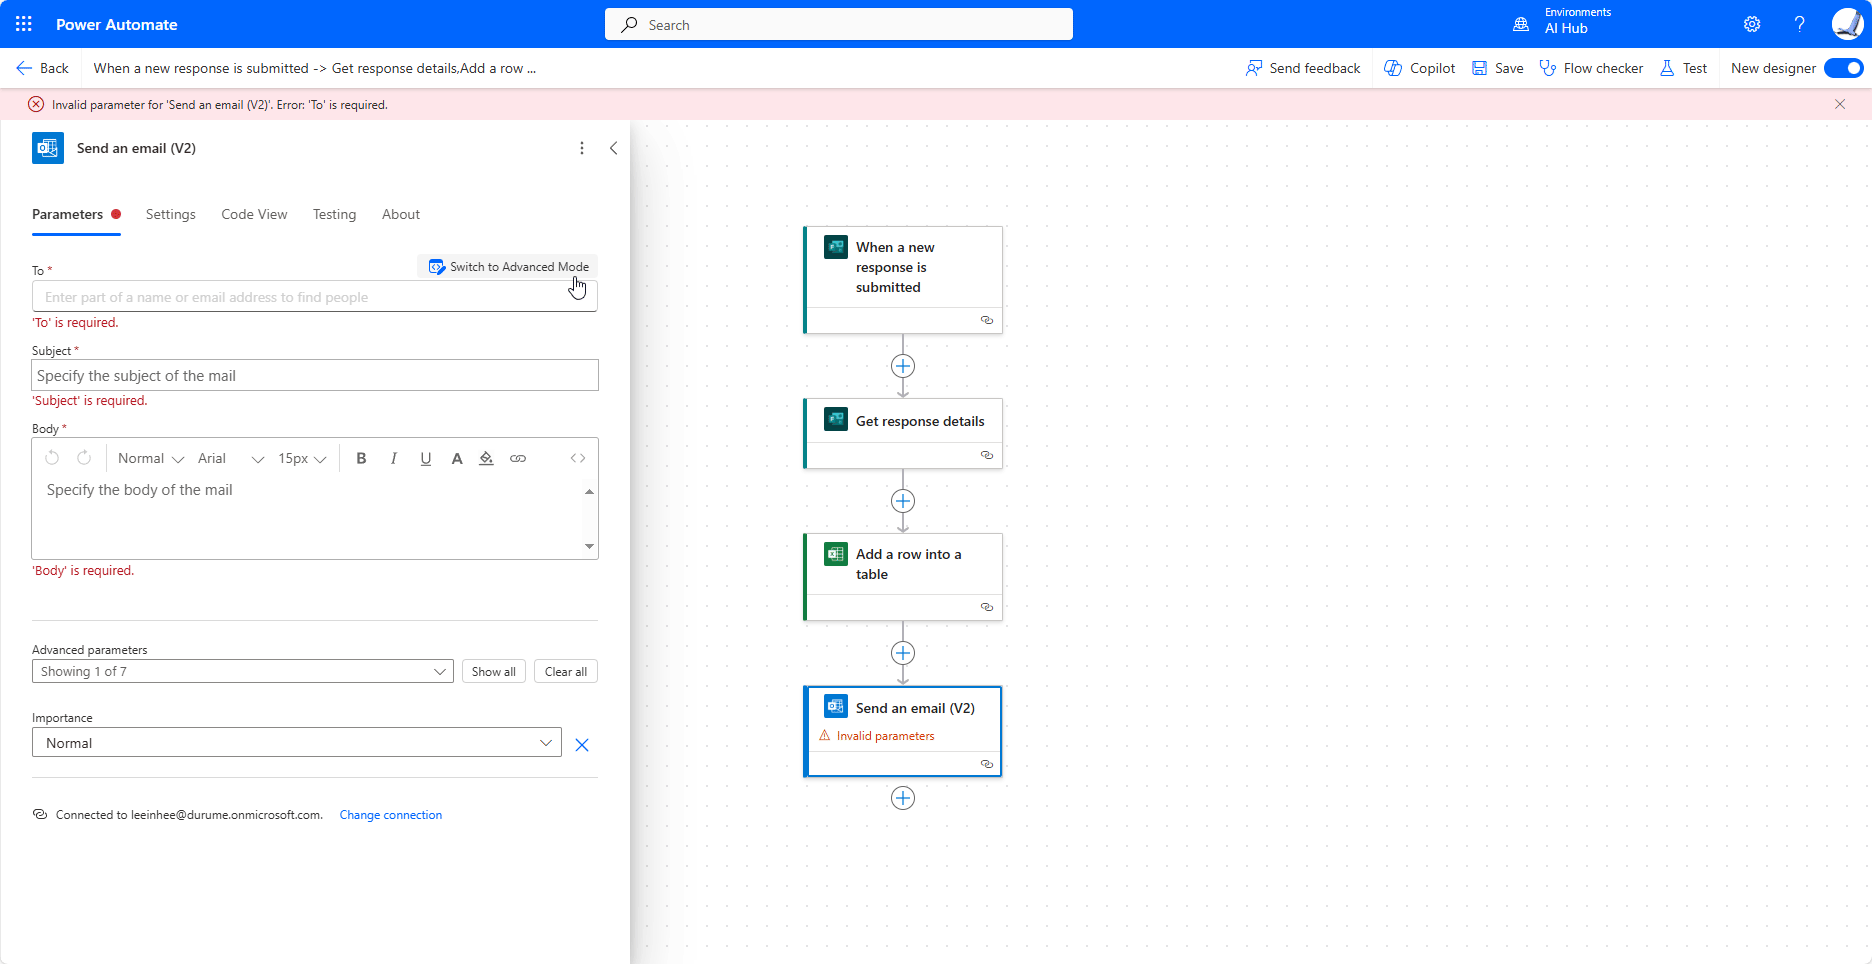 Power Automate
Search
Environments
AI Hub
?
Back
When a new response is submitted -> Get response details,Add a row ...
Send feedback
Copilot
Save
Flow checker
Test
New designer
Invalid parameter for 'Send an email (V2)'. Error: 'To' is required.
Send an email (V2)
Parameters
Settings
Code View
Testing
About
To *
Switch to Advanced Mode
Enter part of a name or email address to find people
'To' is required.
Subject *
Specify the subject of the mail
'Subject' is required.
Body *
Normal
Arial
15px
B
I
U
A
Specify the body of the mail
'Body' is required.
Advanced parameters
Showing 1 of 7
Show all
Clear all
Importance
Normal
Connected to leeinhee@durume.onmicrosoft.com.
Change connection
When a new
response is
submitted
Get response details
Add a row into a
table
Send an email (V2)
Invalid parameters